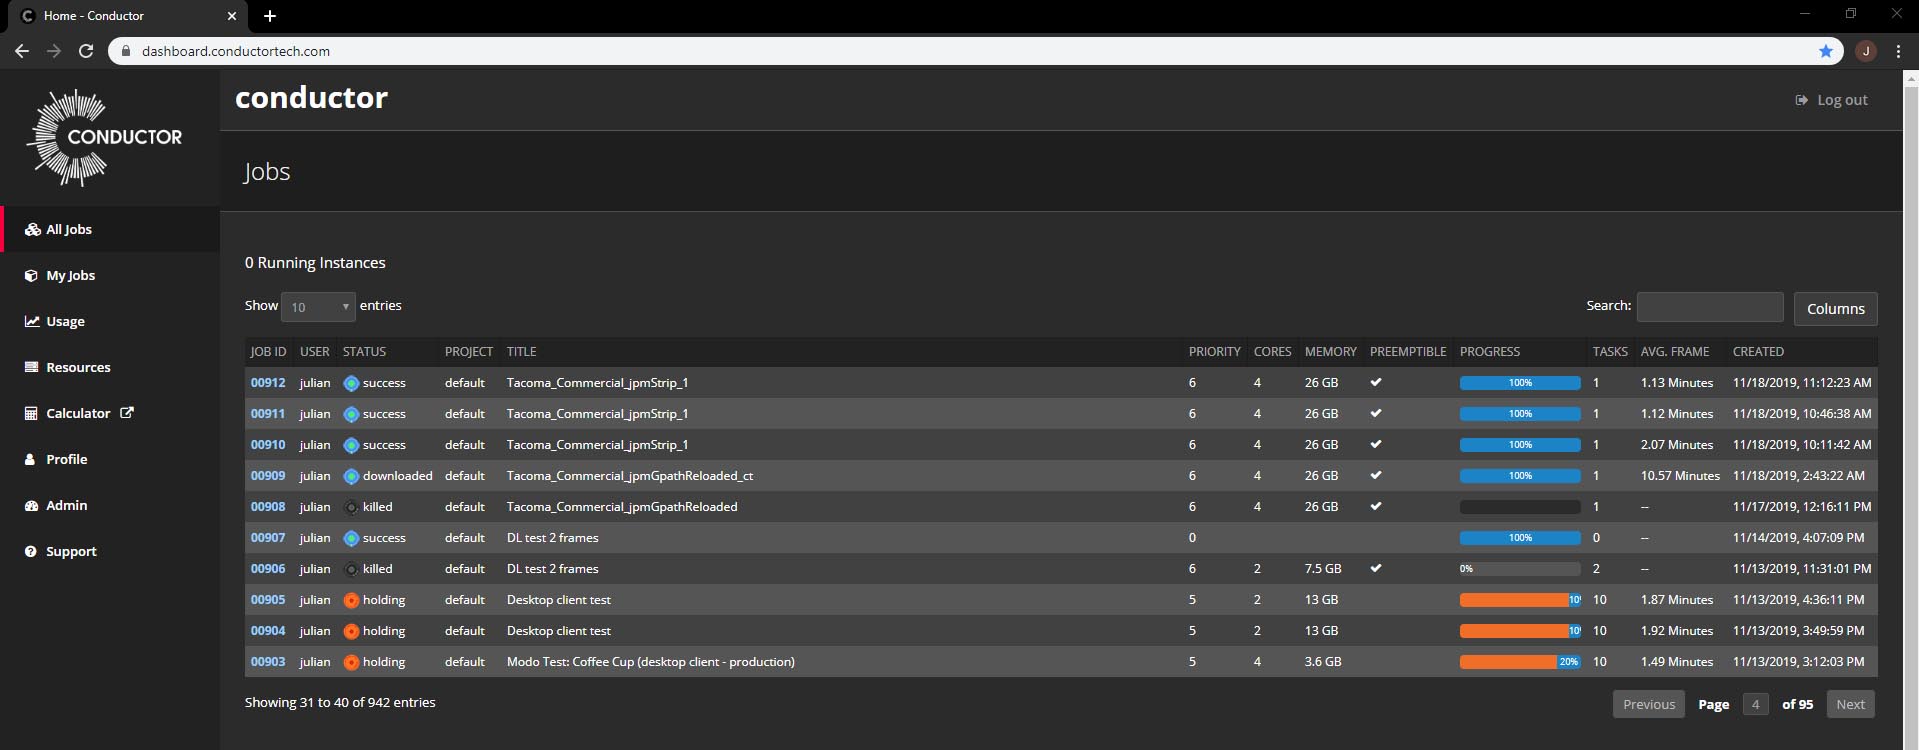 Home - Conductor
dashboard.conductortech.com
J
CONDUCTOR
conductor
Log out
Jobs
All Jobs
My Jobs
Usage
Resources
Calculator
Profile
Admin
Support
0 Running Instances
Show 10 entries
Search:
Columns
JOB ID USER STATUS PROJECT TITLE PRIORITY CORES MEMORY PREEMPTIBLE PROGRESS TASKS AVG. FRAME CREATED
00912 julian success default Tacoma_Commercial_jpmStrip_1 6 4 26 GB ✔ 100% 1 1.13 Minutes 11/18/2019, 11:12:23 AM
00911 julian success default Tacoma_Commercial_jpmStrip_1 6 4 26 GB ✔ 100% 1 1.12 Minutes 11/18/2019, 10:46:38 AM
00910 julian success default Tacoma_Commercial_jpmStrip_1 6 4 26 GB ✔ 100% 1 2.07 Minutes 11/18/2019, 10:11:42 AM
00909 julian downloaded default Tacoma_Commercial_jpmGpathReloaded_ct 6 4 26 GB ✔ 100% 1 10.57 Minutes 11/18/2019, 2:43:22 AM
00908 julian killed default Tacoma_Commercial_jpmGpathReloaded 6 4 26 GB ✔ 1 -- 11/17/2019, 12:16:11 PM
00907 julian success default DL test 2 frames 0 100% 0 -- 11/14/2019, 4:07:09 PM
00906 julian killed default DL test 2 frames 6 2 7.5 GB ✔ 0% 2 -- 11/13/2019, 11:31:01 PM
00905 julian holding default Desktop client test 5 2 13 GB 10 10 1.87 Minutes 11/13/2019, 4:36:11 PM
00904 julian holding default Desktop client test 5 2 13 GB 10 10 1.92 Minutes 11/13/2019, 3:49:59 PM
00903 julian holding default Modo Test: Coffee Cup (desktop client - production) 5 4 3.6 GB 20% 10 1.49 Minutes 11/13/2019, 3:12:03 PM
Showing 31 to 40 of 942 entries
Previous Page 4 of 95 Next